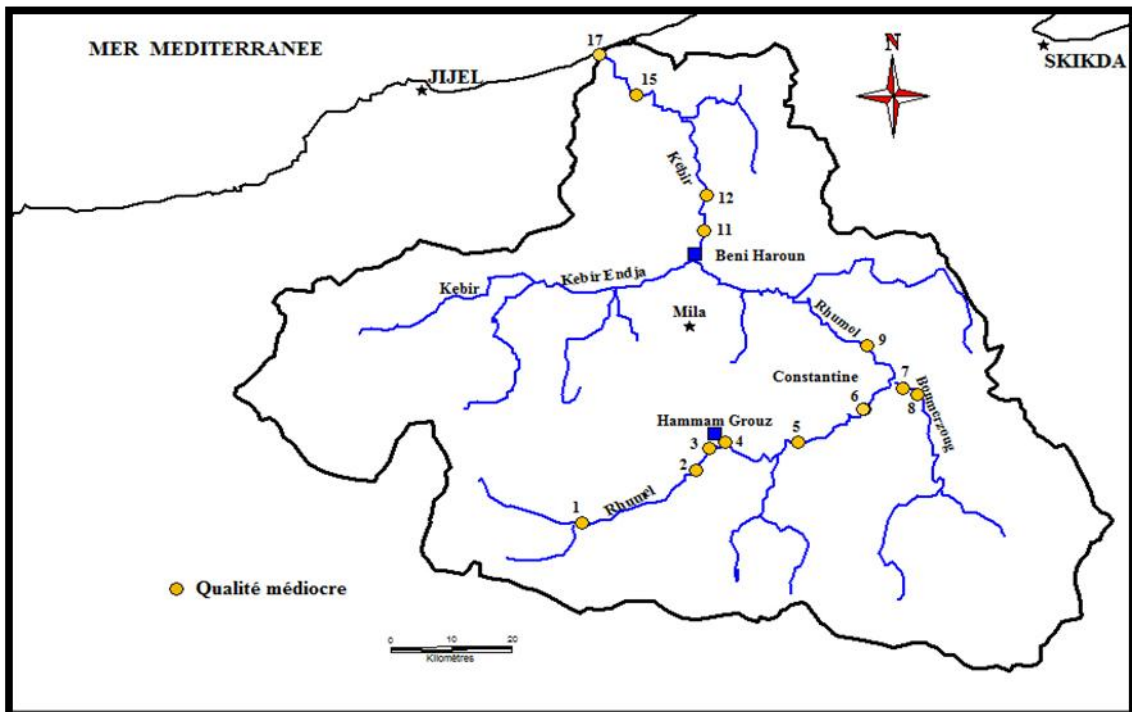 MER MEDITERRANEE
17
N
SKIKDA
JIJEL
15
Kebir
12
11
Beni Haroun
Kebir Endja
Kebir
Rhumel
Mila
9
Constantine
7
6
8
Boumerzoug
Hammam Grouz
5
3
4
2
Rhumel
1
Qualité médiocre
0 10 20
Kilomètres